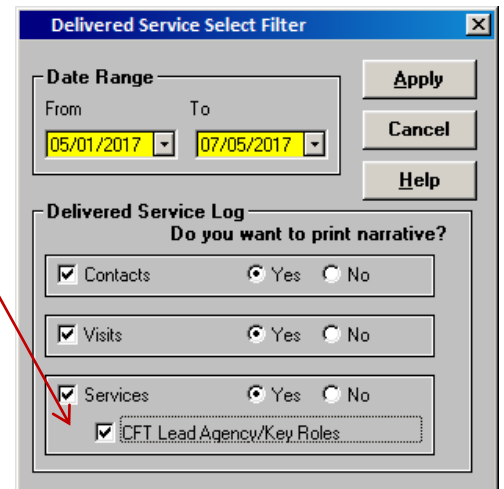 Delivered Service Select Filter
Date Range
From To
05/01/2017 07/05/2017
Apply
Cancel
Help
Delivered Service Log
Do you want to print narrative?
Contacts Yes No
Visits Yes No
Services Yes No
CFT Lead Agency/Key Roles